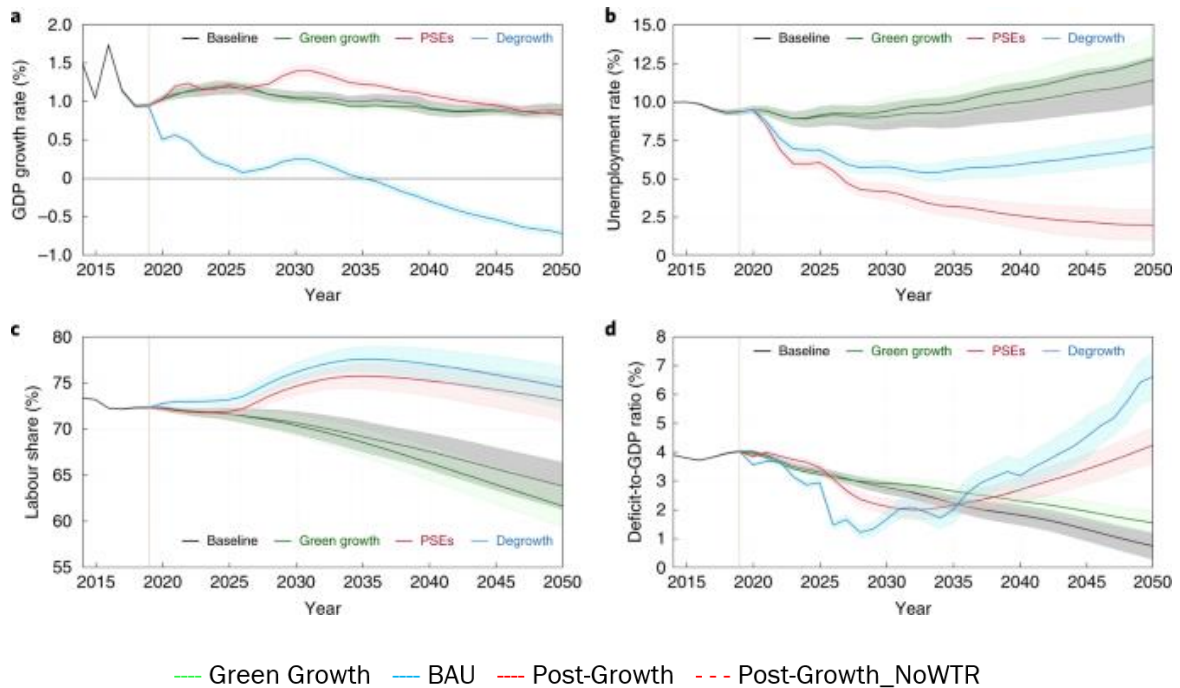 a
2.0
1.5
1.0
0.5
0
−0.5
−1.0
GDP growth rate (%)
Baseline Green growth PSEs Degrowth
2015 2020 2025 2030 2035 2040 2045 2050
Year
b
15.0
12.5
10.0
7.5
5.0
2.5
0
Unemployment rate (%)
Baseline Green growth PSEs Degrowth
2015 2020 2025 2030 2035 2040 2045 2050
Year
c
80
75
70
65
60
55
Labour share (%)
Baseline Green growth PSEs Degrowth
2015 2020 2025 2030 2035 2040 2045 2050
Year
d
8
7
6
5
4
3
2
1
0
Deficit-to-GDP ratio (%)
Baseline Green growth PSEs Degrowth
2015 2020 2025 2030 2035 2040 2045 2050
Year
Green Growth BAU Post-Growth Post-Growth_NoWTR